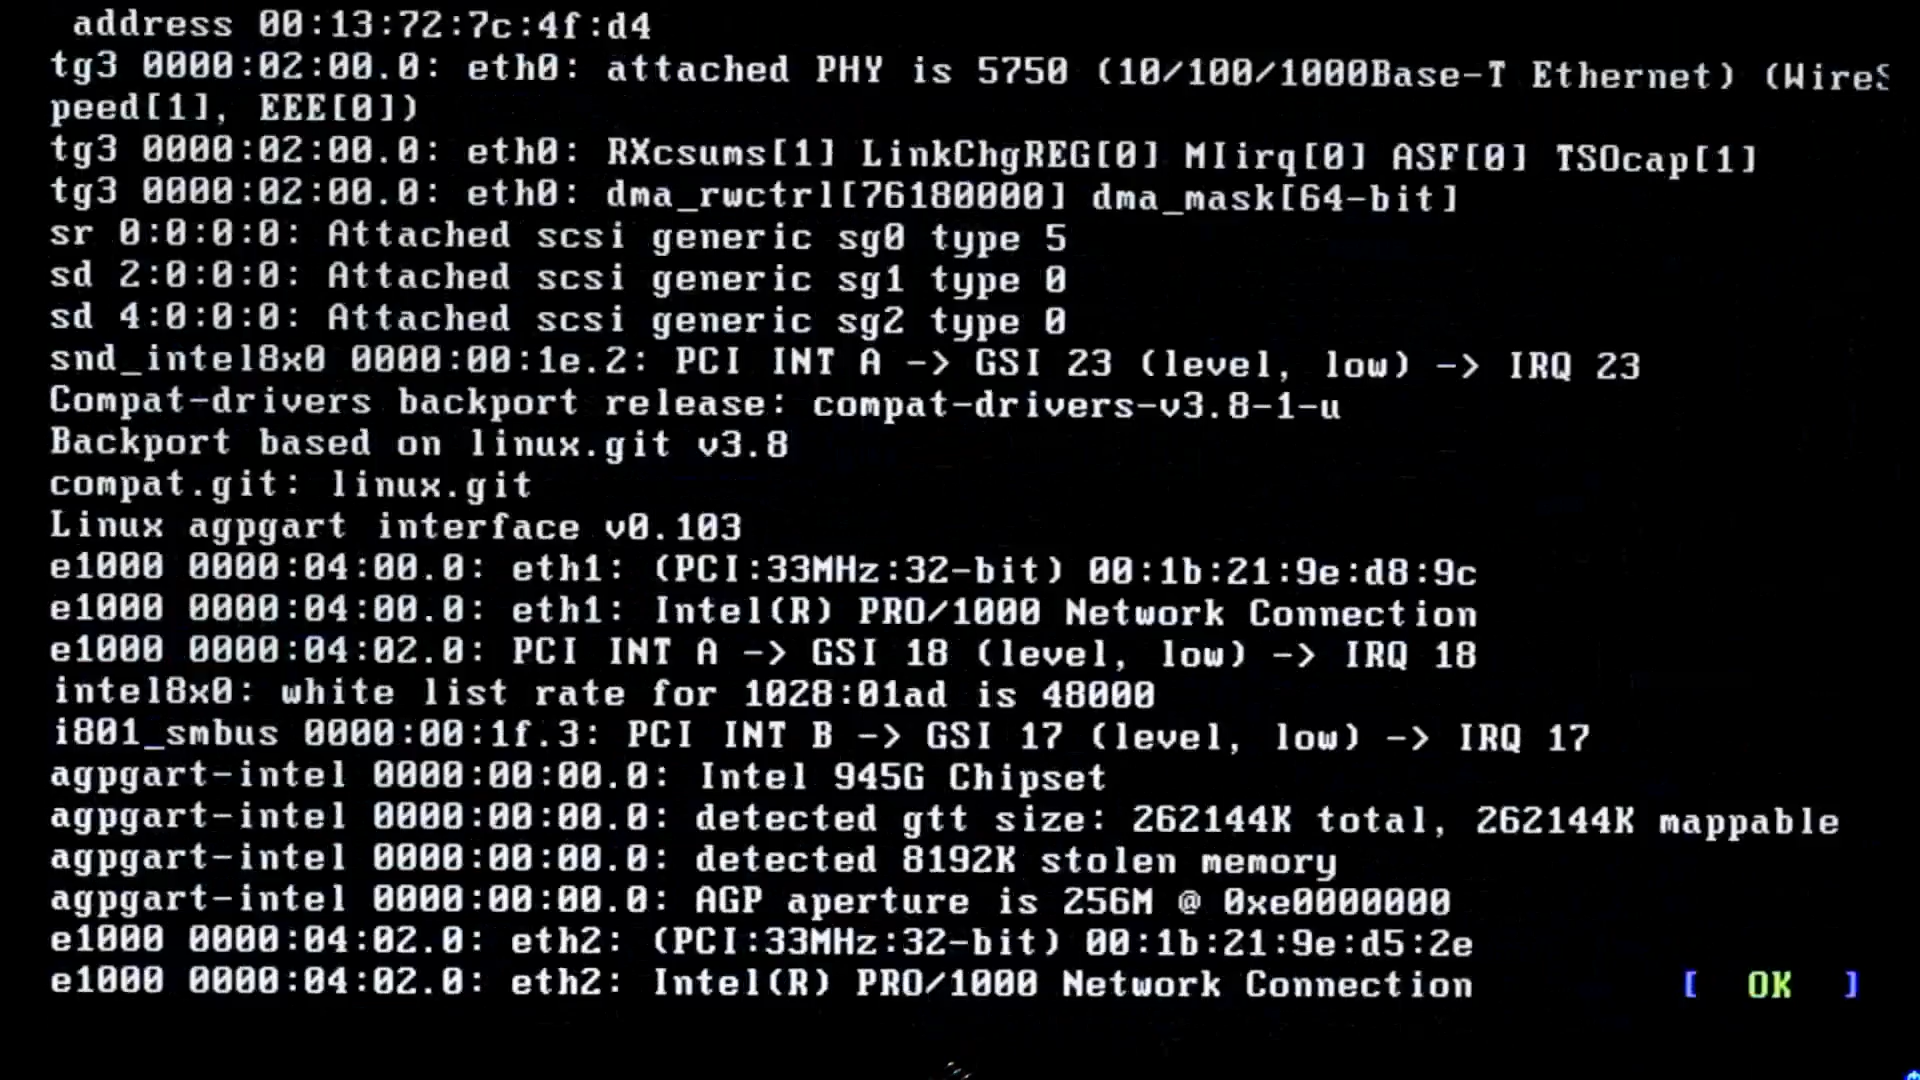 address 00:13:72:7c:4f:d4
tg3 0000:02:00.0: eth0: attached PHY is 5750 (10/100/1000Base-T Ethernet) (WireS
peed[1], EEE[0])
tg3 0000:02:00.0: eth0: RXcsums[1] LinkChgREG[0] MIirq[0] ASF[0] TSOcap[1]
tg3 0000:02:00.0: eth0: dma_rwctrl[76180000] dma_mask[64-bit]
sr 0:0:0:0: Attached scsi generic sg0 type 5
sd 2:0:0:0: Attached scsi generic sg1 type 0
sd 4:0:0:0: Attached scsi generic sg2 type 0
snd_intel8x0 0000:00:1e.2: PCI INT A -> GSI 23 (level, low) -> IRQ 23
Compat-drivers backport release: compat-drivers-v3.8-1-u
Backport based on linux.git v3.8
compat.git: linux.git
Linux agpgart interface v0.103
e1000 0000:04:00.0: eth1: (PCI:33MHz:32-bit) 00:1b:21:9e:d8:9c
e1000 0000:04:00.0: eth1: Intel(R) PRO/1000 Network Connection
e1000 0000:04:02.0: PCI INT A -> GSI 18 (level, low) -> IRQ 18
intel8x0: white list rate for 1028:01ad is 48000
i801_smbus 0000:00:1f.3: PCI INT B -> GSI 17 (level, low) -> IRQ 17
agpgart-intel 0000:00:00.0: Intel 945G Chipset
agpgart-intel 0000:00:00.0: detected gtt size: 262144K total, 262144K mappable
agpgart-intel 0000:00:00.0: detected 8192K stolen memory
agpgart-intel 0000:00:00.0: AGP aperture is 256M @ 0xe0000000
e1000 0000:04:02.0: eth2: (PCI:33MHz:32-bit) 00:1b:21:9e:d5:2e
e1000 0000:04:02.0: eth2: Intel(R) PRO/1000 Network Connection [ OK ]